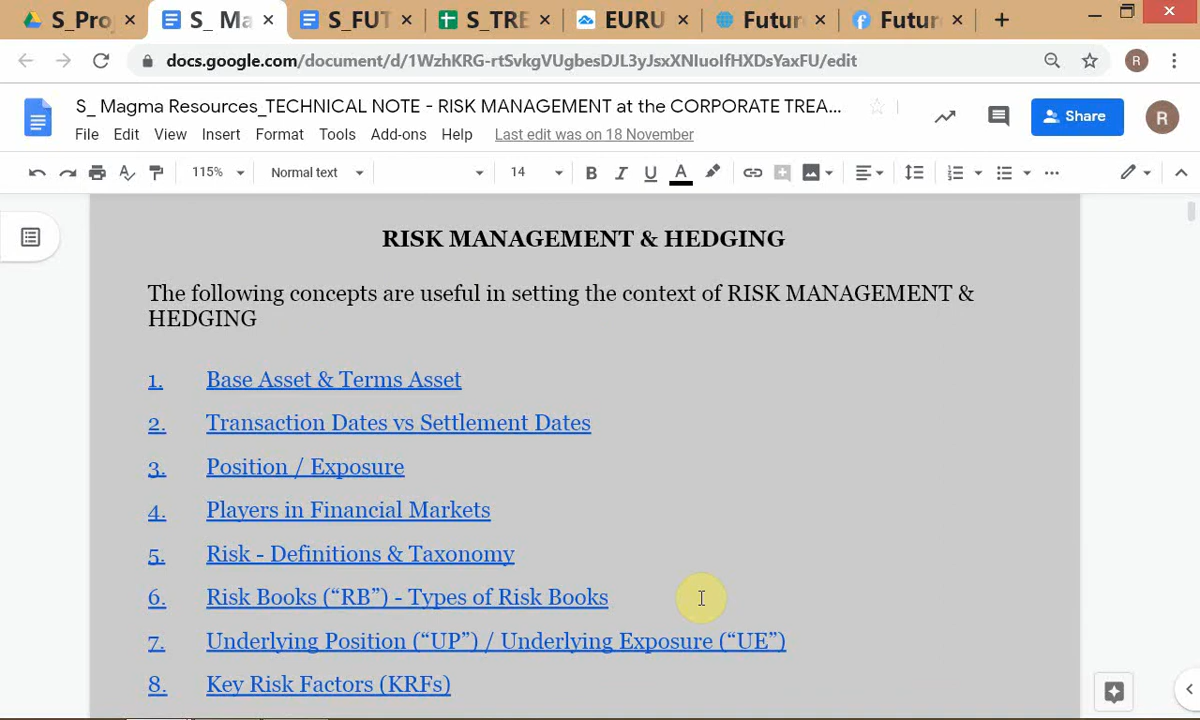 S_Proj
S_ Ma
S_FUT
S_TRE
EURU
Futur
Futur
docs.google.com/document/d/1WzhKRG-rtSvkgVUgbesDJL3yJsxXNIuoIfHXDsYaxFU/edit
R
S_ Magma Resources_TECHNICAL NOTE - RISK MANAGEMENT at the CORPORATE TREA...
Share
R
File Edit View Insert Format Tools Add-ons Help Last edit was on 18 November
115% Normal text 14 B I U A
RISK MANAGEMENT & HEDGING
The following concepts are useful in setting the context of RISK MANAGEMENT &
HEDGING
1. Base Asset & Terms Asset
2. Transaction Dates vs Settlement Dates
3. Position / Exposure
4. Players in Financial Markets
5. Risk - Definitions & Taxonomy
6. Risk Books (“RB”) - Types of Risk Books
7. Underlying Position (“UP”) / Underlying Exposure (“UE”)
8. Key Risk Factors (KRFs)